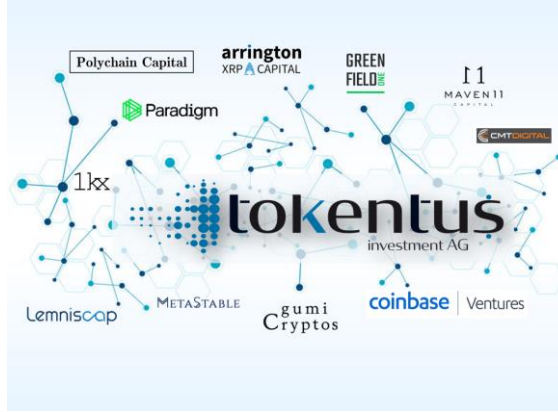 Polychain Capital
arrington
XRP CAPITAL
GREEN
FIELD ONE
11
MAVEN11
CAPITAL
Paradigm
CMTDIGITAL
1kx
tokentus
investment AG
Lemniscap
METASTABLE
gumi
Cryptos
coinbase Ventures